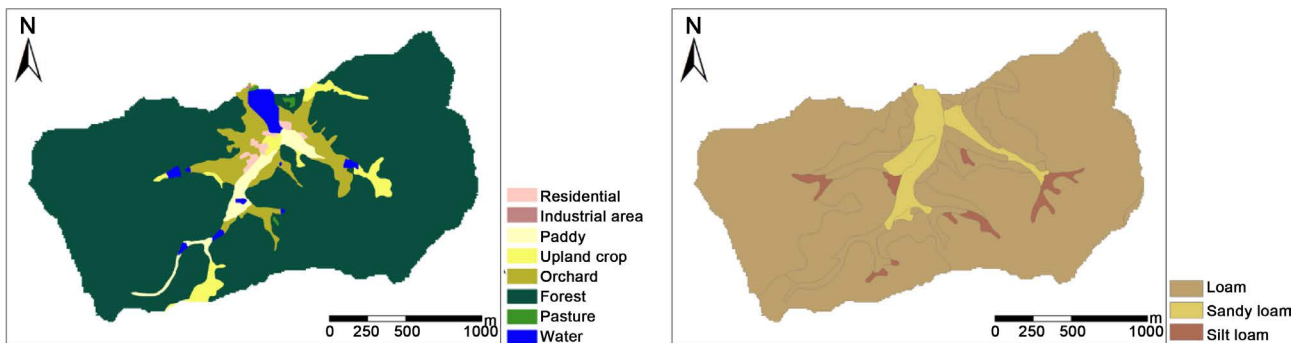 N
Residential
Industrial area
Paddy
Upland crop
Orchard
Forest
Pasture
Water
m
0 250 500 1000
N
Loam
Sandy loam
Silt loam
m
0 250 500 1000